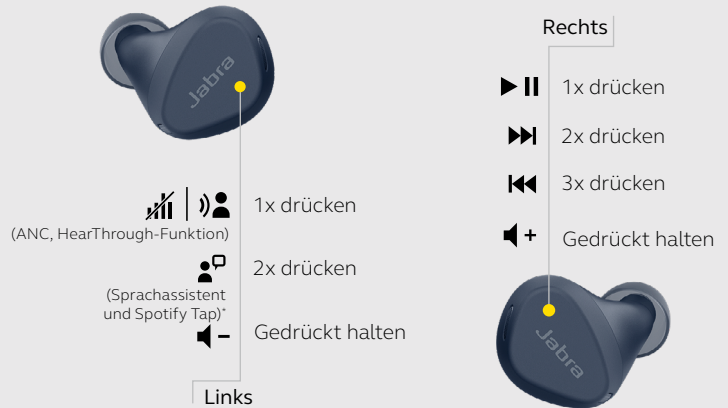 Jabra
1x drücken
(ANC, HearThrough-Funktion)
2x drücken
(Sprachassistent
und Spotify Tap)*
Gedrückt halten
Links
Rechts
1x drücken
2x drücken
3x drücken
Gedrückt halten
Jabra